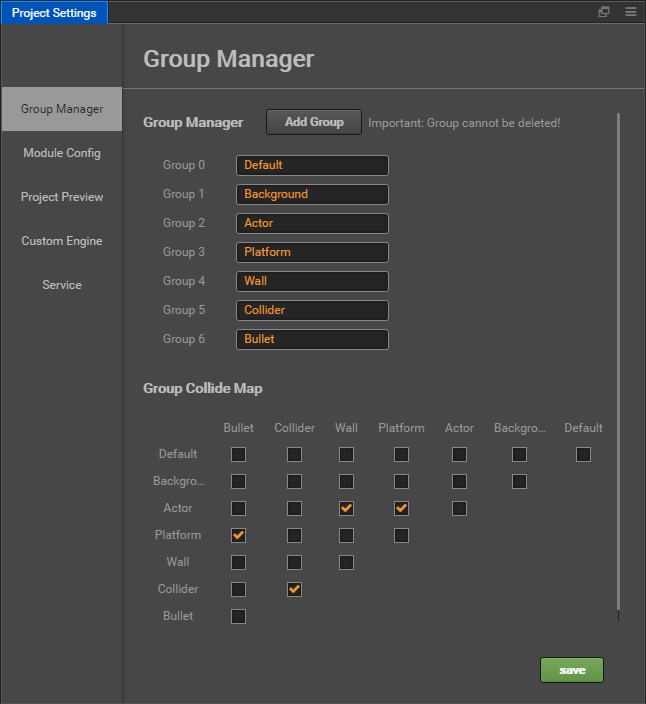 Project Settings
Group Manager
Group Manager
Module Config
Project Preview
Custom Engine
Service
Group Manager Add Group Important: Group cannot be deleted!
Group 0 Default
Group 1 Background
Group 2 Actor
Group 3 Platform
Group 4 Wall
Group 5 Collider
Group 6 Bullet
Group Collide Map
Bullet Collider Wall Platform Actor Backgro... Default
Default
Backgro...
Actor
Platform
Wall
Collider
Bullet
save